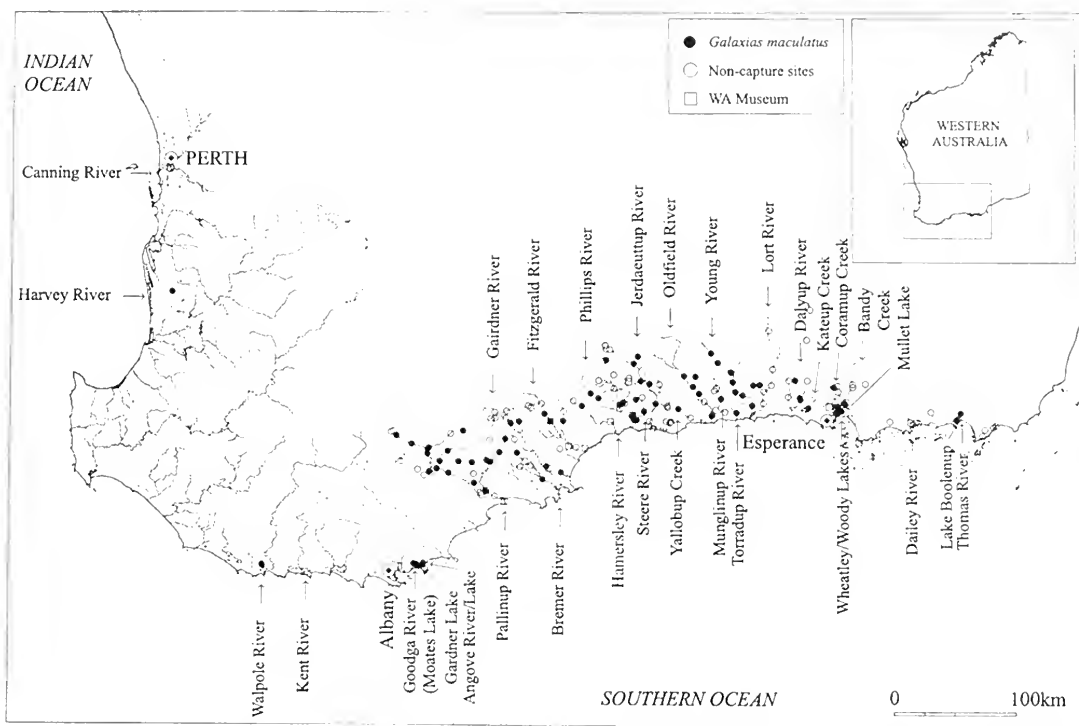 INDIAN
OCEAN
Galaxias maculatus
Non-capture sites
WA Museum
WESTERN
AUSTRALIA
PERTH
Canning River
Harvey River
Gairdner River
Fitzgerald River
Phillips River
Jerdacuttup River
Oldfield River
Young River
Lort River
Dalyup River
Kateup Creek
Coramup Creek
Bandy
Creek
Mullet Lake
Esperance
Walpole River
Kent River
Albany
Goodga River
(Moates Lake)
Gardner Lake
Angove River/Lake
Pallinup River
Bremer River
Hamersley River
Steere River
Yallobup Creek
Munglinup River
Torradup River
Wheatley/Woody Lakes
Dailey River
Lake Boolenup
Thomas River
SOUTHERN OCEAN
0
100km